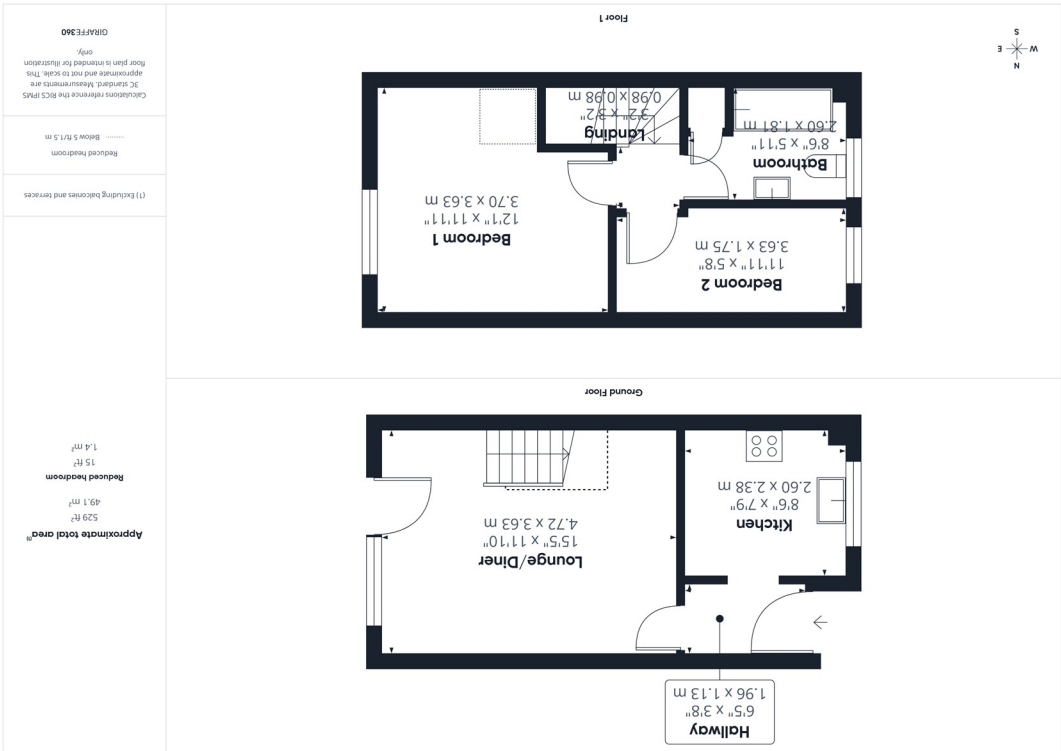 Hallway
6'5" x 3'8"
1.96 x 1.13 m
Lounge/Diner
15'5" x 11'10"
4.72 x 3.63 m
Kitchen
8'6" x 7'9"
2.60 x 2.38 m
Ground Floor
Bedroom 2
11'11" x 5'8"
3.63 x 1.75 m
Bedroom 1
12'1" x 11'11"
3.70 x 3.63 m
Bathroom
8'6" x 5'11"
2.60 x 1.81 m
Landing
3'2" x 3'2"
0.98 x 0.98 m
Floor 1
N
W
E
S
Approximate total area(1)
529 ft²
49.1 m²
Reduced headroom
15 ft²
1.4 m²
(1) Excluding balconies and terraces
Reduced headroom
Below 5 ft/1.5 m
Calculations reference the RICS IPMS
3C standard. Measurements are
approximate and not to scale. This
floor plan is intended for illustration
only.
GIRAFFE360